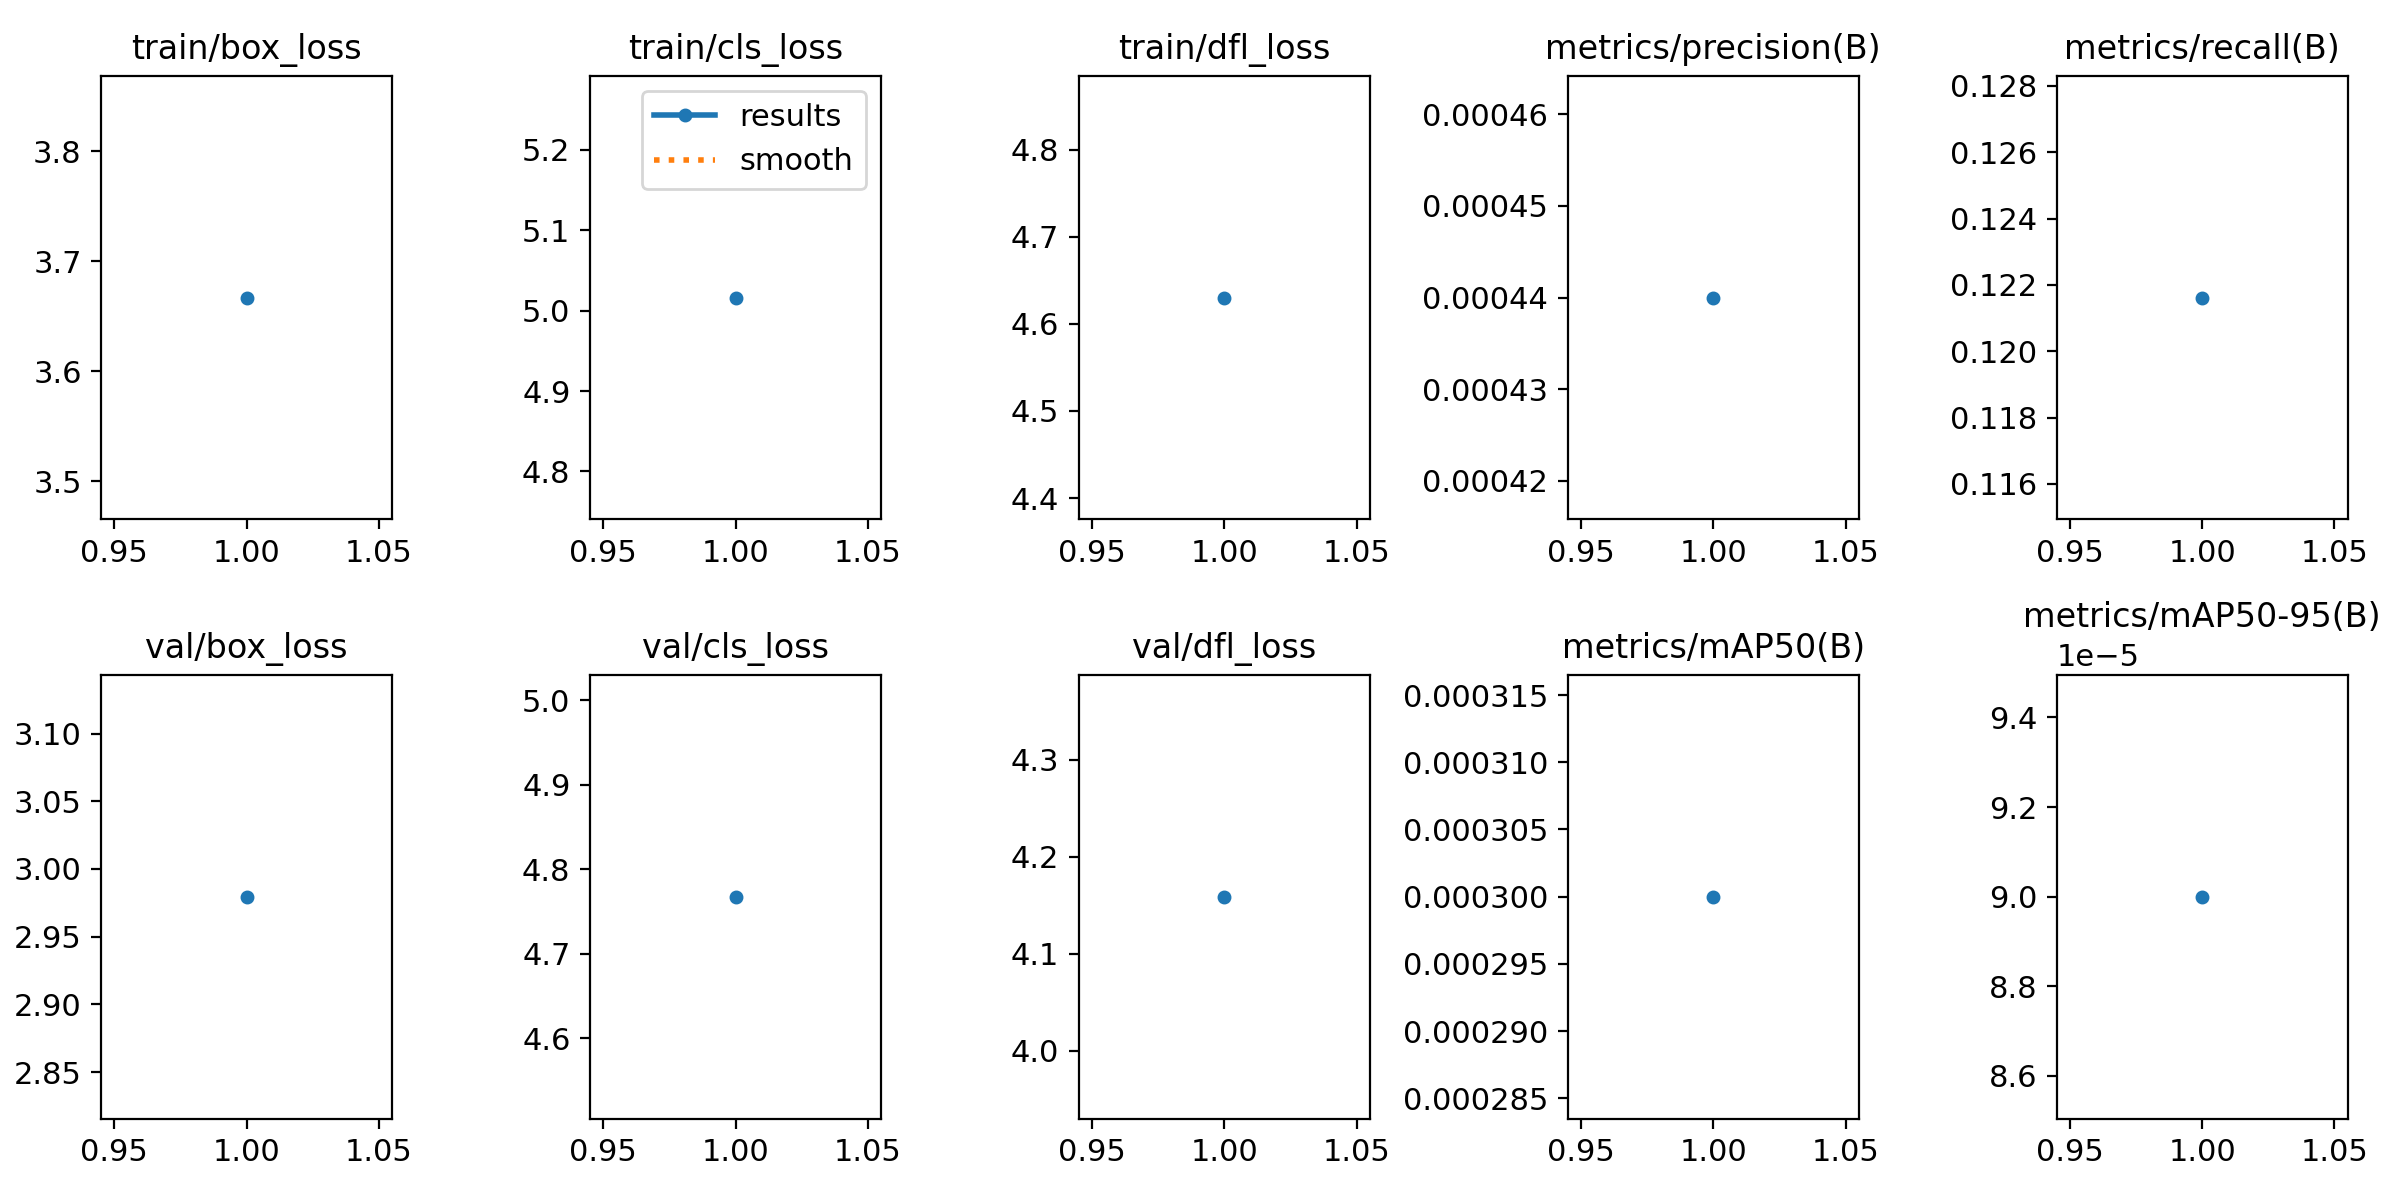 train/box_loss
3.8
3.7
3.6
3.5
0.95 1.00 1.05
train/cls_loss
results
smooth
5.2
5.1
5.0
4.9
4.8
0.95 1.00 1.05
train/dfl_loss
4.8
4.7
4.6
4.5
4.4
0.95 1.00 1.05
metrics/precision(B)
0.00046
0.00045
0.00044
0.00043
0.00042
0.95 1.00 1.05
metrics/recall(B)
0.128
0.126
0.124
0.122
0.120
0.118
0.116
0.95 1.00 1.05
val/box_loss
3.10
3.05
3.00
2.95
2.90
2.85
0.95 1.00 1.05
val/cls_loss
5.0
4.9
4.8
4.7
4.6
0.95 1.00 1.05
val/dfl_loss
4.3
4.2
4.1
4.0
0.95 1.00 1.05
metrics/mAP50(B)
0.000315
0.000310
0.000305
0.000300
0.000295
0.000290
0.000285
0.95 1.00 1.05
metrics/mAP50-95(B)
1e−5
9.4
9.2
9.0
8.8
8.6
0.95 1.00 1.05